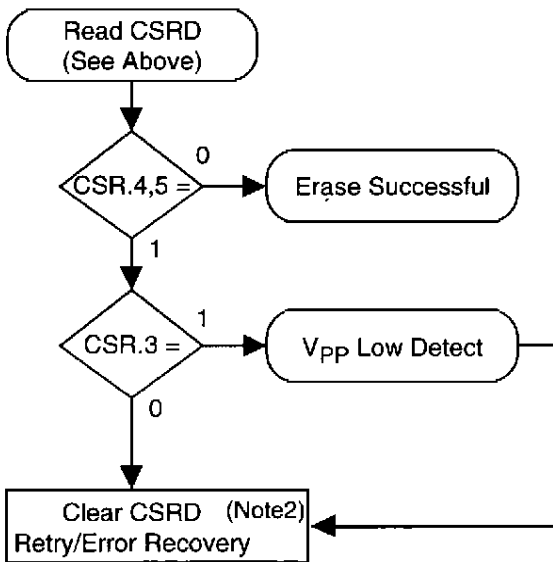 Read CSRD
(See Above)
0
CSR.4,5 =
Erase Successful
1
1
CSR.3 =
VPP Low Detect
0
Clear CSRD (Note2)
Retry/Error Recovery